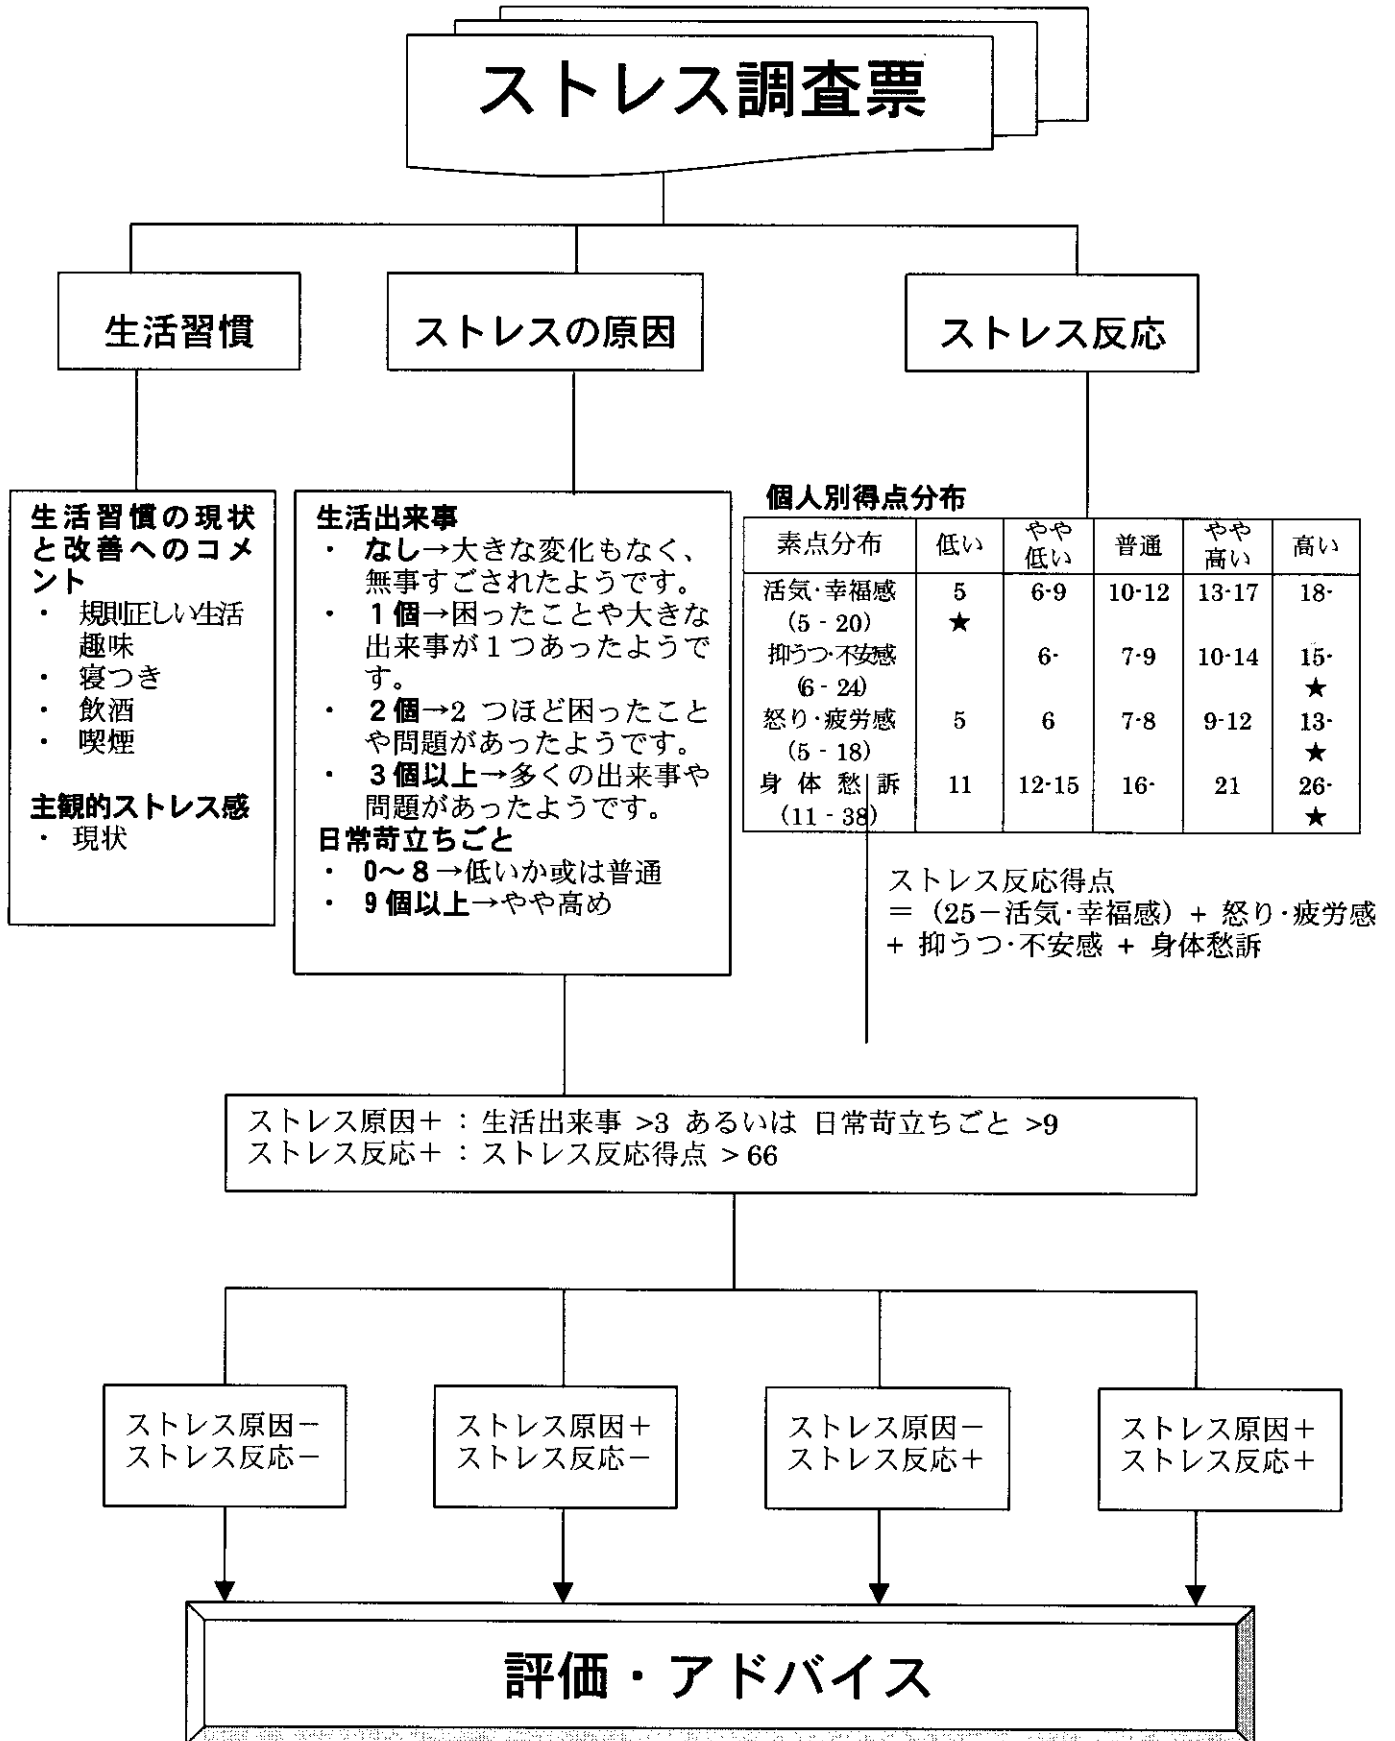 ストレス調査票
生活習慣
ストレスの原因
ストレス反応
生活習慣の現状
と改善へのコメ
ント
・ 規則正しい生活
趣味
・ 寝つき
・ 飲酒
・ 喫煙
主観的ストレス感
・ 現状
生活出来事
・ なし→大きな変化もなく、
無事すごされたようです。
・ 1個→困ったことや大きな
出来事が1つあったようで
す。
・ 2個→2 つほど困ったこと
や問題があったようです。
・ 3個以上→多くの出来事や
問題があったようです。
日常苛立ちごと
・ 0〜8→低いか或は普通
・ 9個以上→やや高め
個人別得点分布
素点分布 低い やや低い 普通 やや高い 高い
活気・幸福感 5 6-9 10-12 13-17 18-
(5 - 20) ★
抑うつ・不安感 6- 7-9 10-14 15-
(6 - 24) ★
怒り・疲労感 5 6 7-8 9-12 13-
(5 - 18) ★
身体愁訴 11 12-15 16- 21 26-
(11 - 38) ★
ストレス反応得点
＝（25−活気・幸福感）+ 怒り・疲労感
+ 抑うつ・不安感 + 身体愁訴
ストレス原因＋：生活出来事 >3 あるいは 日常苛立ちごと >9
ストレス反応＋：ストレス反応得点 > 66
ストレス原因−
ストレス反応−
ストレス原因＋
ストレス反応−
ストレス原因−
ストレス反応＋
ストレス原因＋
ストレス反応＋
評価・アドバイス